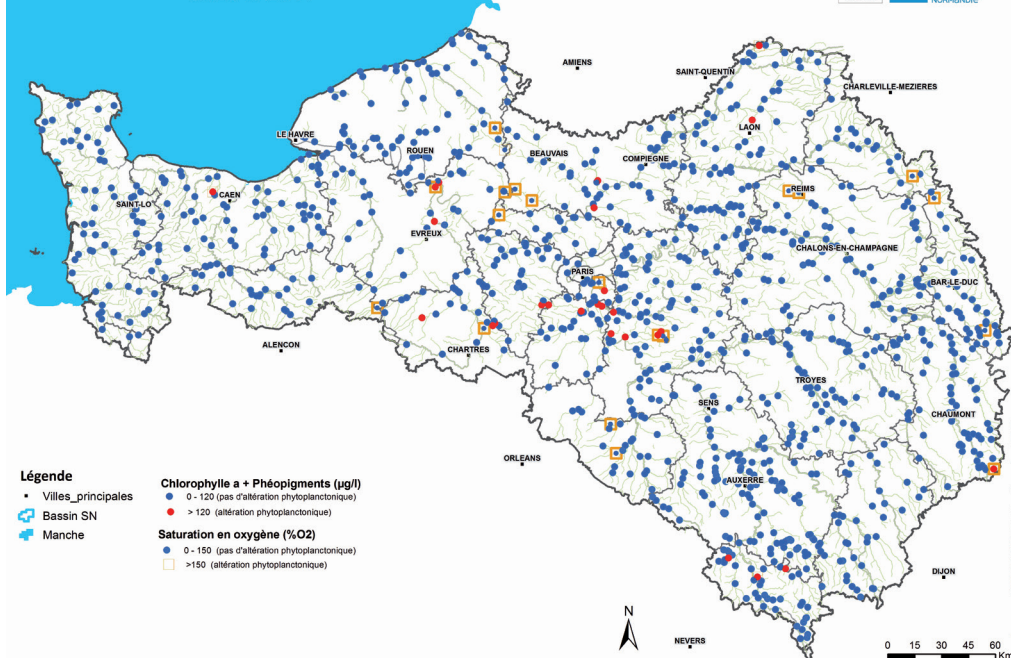 NORMANDIE
AMIENS
SAINT-QUENTIN
CHARLEVILLE-MEZIERES
LE HAVRE
ROUEN
BEAUVAIS
COMPIEGNE
LAON
SAINT-LO
CAEN
REIMS
EVREUX
CHALONS-EN-CHAMPAGNE
PARIS
BAR-LE-DUC
ALENCON
CHARTRES
TROYES
SENS
CHAUMONT
ORLEANS
AUXERRE
DIJON
NEVERS
Légende
Villes_principales
Bassin SN
Manche
Chlorophylle a + Phéopigments (µg/l)
0 - 120 (pas d'altération phytoplanctonique)
> 120 (altération phytoplanctonique)
Saturation en oxygène (%O2)
0 - 150 (pas d'altération phytoplanctonique)
>150 (altération phytoplanctonique)
N
0 15 30 45 60
Km